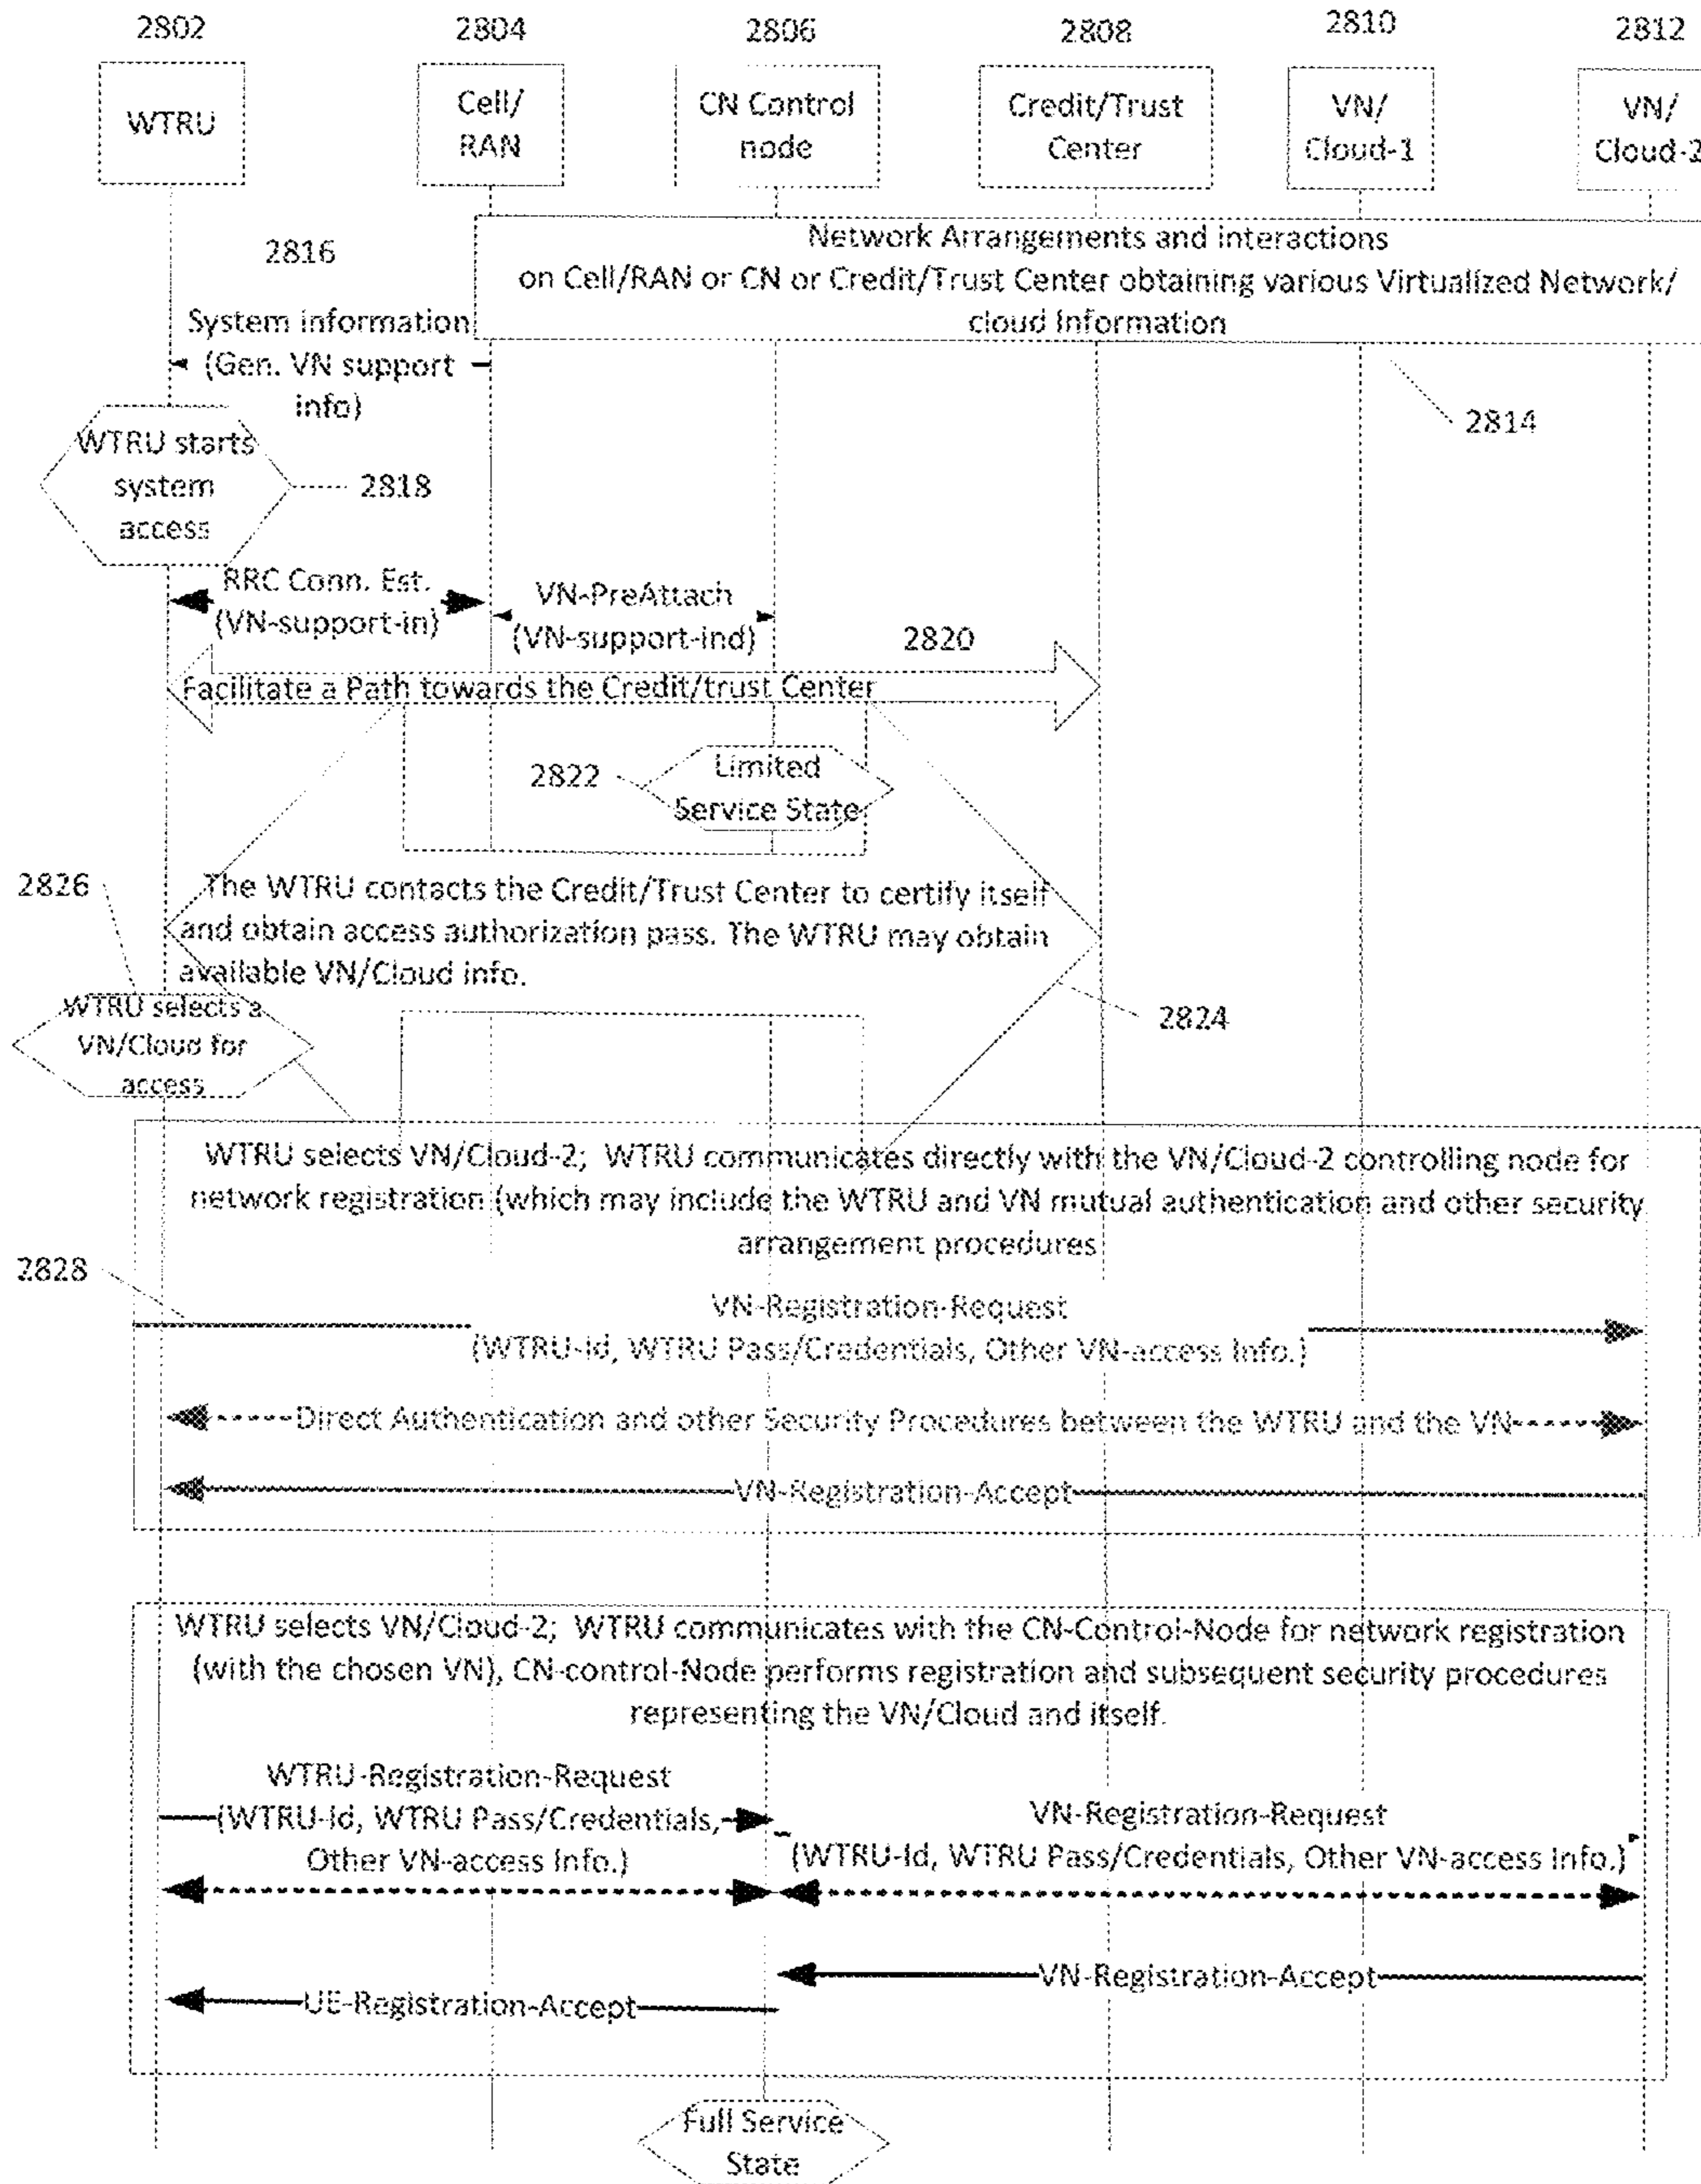 2802
2804
2806
2808
2810
2812
WTRU
Cell/
RAN
CN Control
node
Credit/Trust
Center
VN/
Cloud-1
VN/
Cloud-2
Network Arrangements and interactions
on Cell/RAN or CN or Credit/Trust Center obtaining various Virtualized Network/
cloud Information
2816
System information
(Gen. VN support
info)
2814
WTRU starts
system
access
2818
RRC Conn. Est.
(VN-support-in)
VN-PreAttach
(VN-support-ind)
2820
Facilitate a Path towards the Credit/trust Center
2822
Limited
Service State
2826
The WTRU contacts the Credit/Trust Center to certify itself
and obtain access authorization pass. The WTRU may obtain
available VN/Cloud info.
2824
WTRU selects a
VN/Cloud for
access
WTRU selects VN/Cloud-2; WTRU communicates directly with the VN/Cloud-2 controlling node for
network registration (which may include the WTRU and VN mutual authentication and other security
arrangement procedures
2828
VN-Registration-Request
(WTRU-Id, WTRU Pass/Credentials, Other VN-access Info.)
Direct Authentication and other Security Procedures between the WTRU and the VN
VN-Registration-Accept
WTRU selects VN/Cloud-2; WTRU communicates with the CN-Control-Node for network registration
(with the chosen VN), CN-control-Node performs registration and subsequent security procedures
representing the VN/Cloud and itself.
WTRU-Registration-Request
(WTRU-Id, WTRU Pass/Credentials,
Other VN-access Info.)
VN-Registration-Request
(WTRU-Id, WTRU Pass/Credentials, Other VN-access Info.)
VN-Registration-Accept
UE-Registration-Accept
Full Service
State